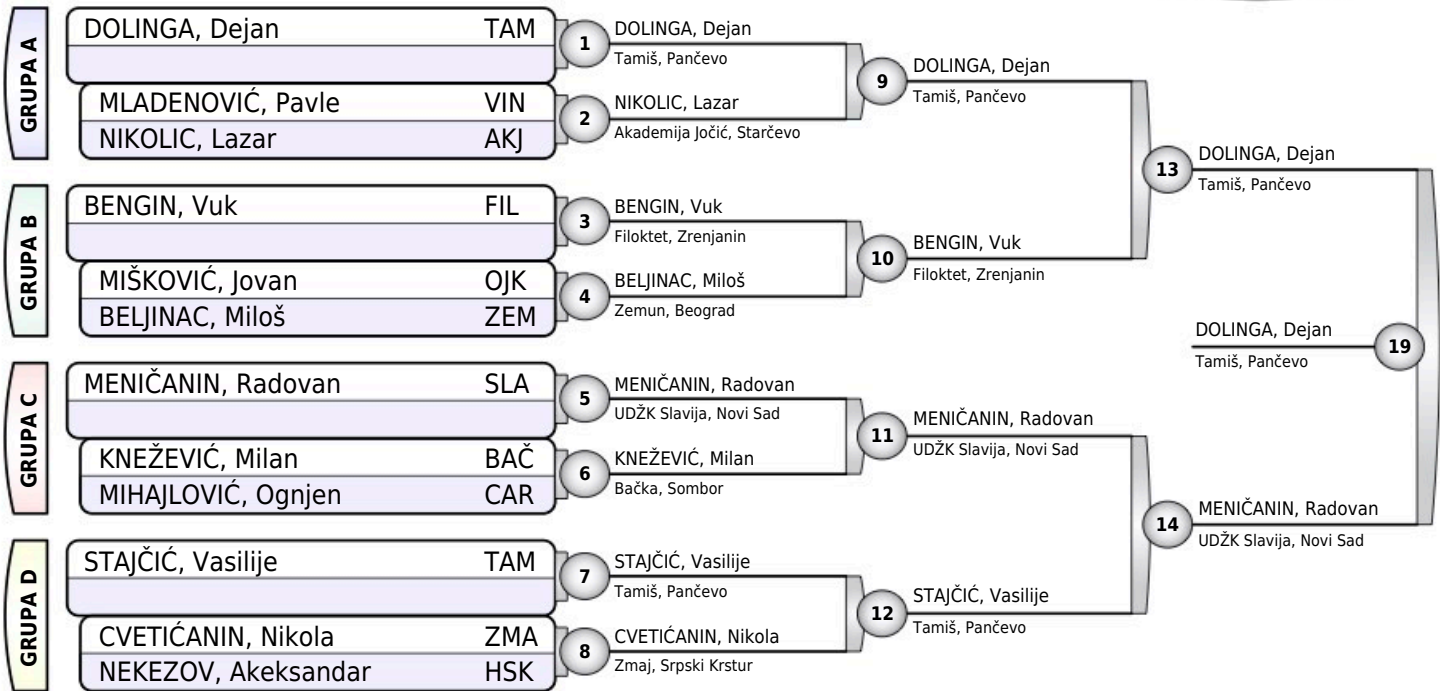 GRUPA A
DOLINGA, Dejan TAM
MLADENOVIĆ, Pavle VIN
NIKOLIC, Lazar AKJ
1
DOLINGA, Dejan
Tamiš, Pančevo
2
NIKOLIC, Lazar
Akademija Jočić, Starčevo
9
DOLINGA, Dejan
Tamiš, Pančevo
GRUPA B
BENGIN, Vuk FIL
MIŠKOVIĆ, Jovan OJK
BELJINAC, Miloš ZEM
3
BENGIN, Vuk
Filoktet, Zrenjanin
4
BELJINAC, Miloš
Zemun, Beograd
10
BENGIN, Vuk
Filoktet, Zrenjanin
13
DOLINGA, Dejan
Tamiš, Pančevo
GRUPA C
MENIČANIN, Radovan SLA
KNEŽEVIĆ, Milan BAČ
MIHAJLOVIĆ, Ognjen CAR
5
MENIČANIN, Radovan
UDŽK Slavija, Novi Sad
6
KNEŽEVIĆ, Milan
Bačka, Sombor
11
MENIČANIN, Radovan
UDŽK Slavija, Novi Sad
GRUPA D
STAJČIĆ, Vasilije TAM
CVETIĆANIN, Nikola ZMA
NEKEZOV, Akeksandar HSK
7
STAJČIĆ, Vasilije
Tamiš, Pančevo
8
CVETIĆANIN, Nikola
Zmaj, Srpski Krstur
12
STAJČIĆ, Vasilije
Tamiš, Pančevo
14
MENIČANIN, Radovan
UDŽK Slavija, Novi Sad
DOLINGA, Dejan
Tamiš, Pančevo
19